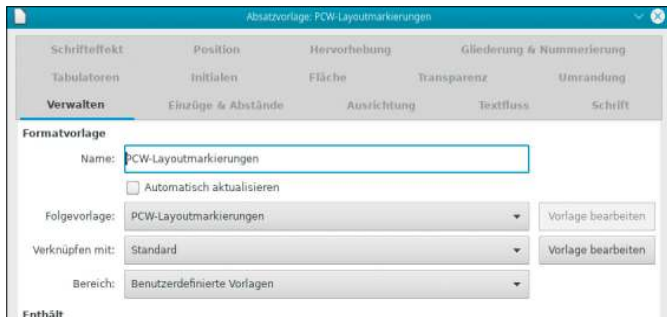 Absatzvorlage: PCW-Layoutmarkierungen
Schrifteffekt Position Hervorhebung Gliederung & Nummerierung
Tabulatoren Initialen Fläche Transparenz Umrandung
Verwalten Einzüge & Abstände Ausrichtung Textfluss Schrift
Formatvorlage
Name: PCW-Layoutmarkierungen
Automatisch aktualisieren
Folgevorlage: PCW-Layoutmarkierungen Vorlage bearbeiten
Verknüpfen mit: Standard Vorlage bearbeiten
Bereich: Benutzerdefinierte Vorlagen
Enthält